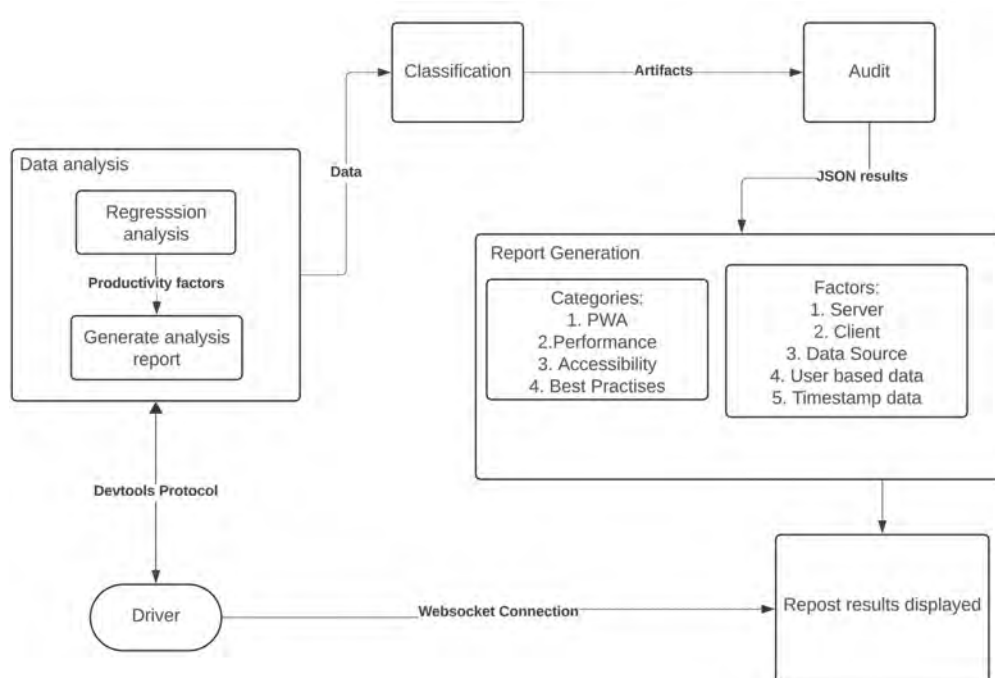 Classification
Artifacts
Audit
Data analysis
Data
Regresssion
analysis
Productivity factors
Generate analysis
report
JSON results
Report Generation
Categories:
1. PWA
2.Performance
3. Accessibility
4. Best Practises
Factors:
1. Server
2. Client
3. Data Source
4. User based data
5. Timestamp data
Devtools Protocol
Driver
Websocket Connection
Repost results displayed